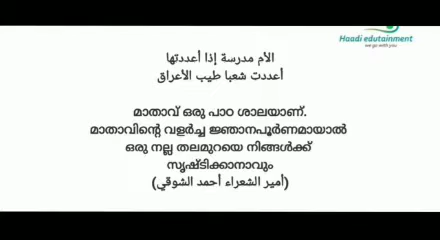 Haadi edutainment
we go with you
الأم مدرسة إذا أعددتها
أعددت شعبا طيب الأعراق
മാതാവ് ഒരു പാഠ ശാലയാണ്.
മാതാവിന്റെ വളർച്ച ജ്ഞാനപൂർണമായാൽ
ഒരു നല്ല തലമുറയെ നിങ്ങൾക്ക്
സൃഷ്ടിക്കാനാവും
(أمير الشعراء أحمد الشوقي)